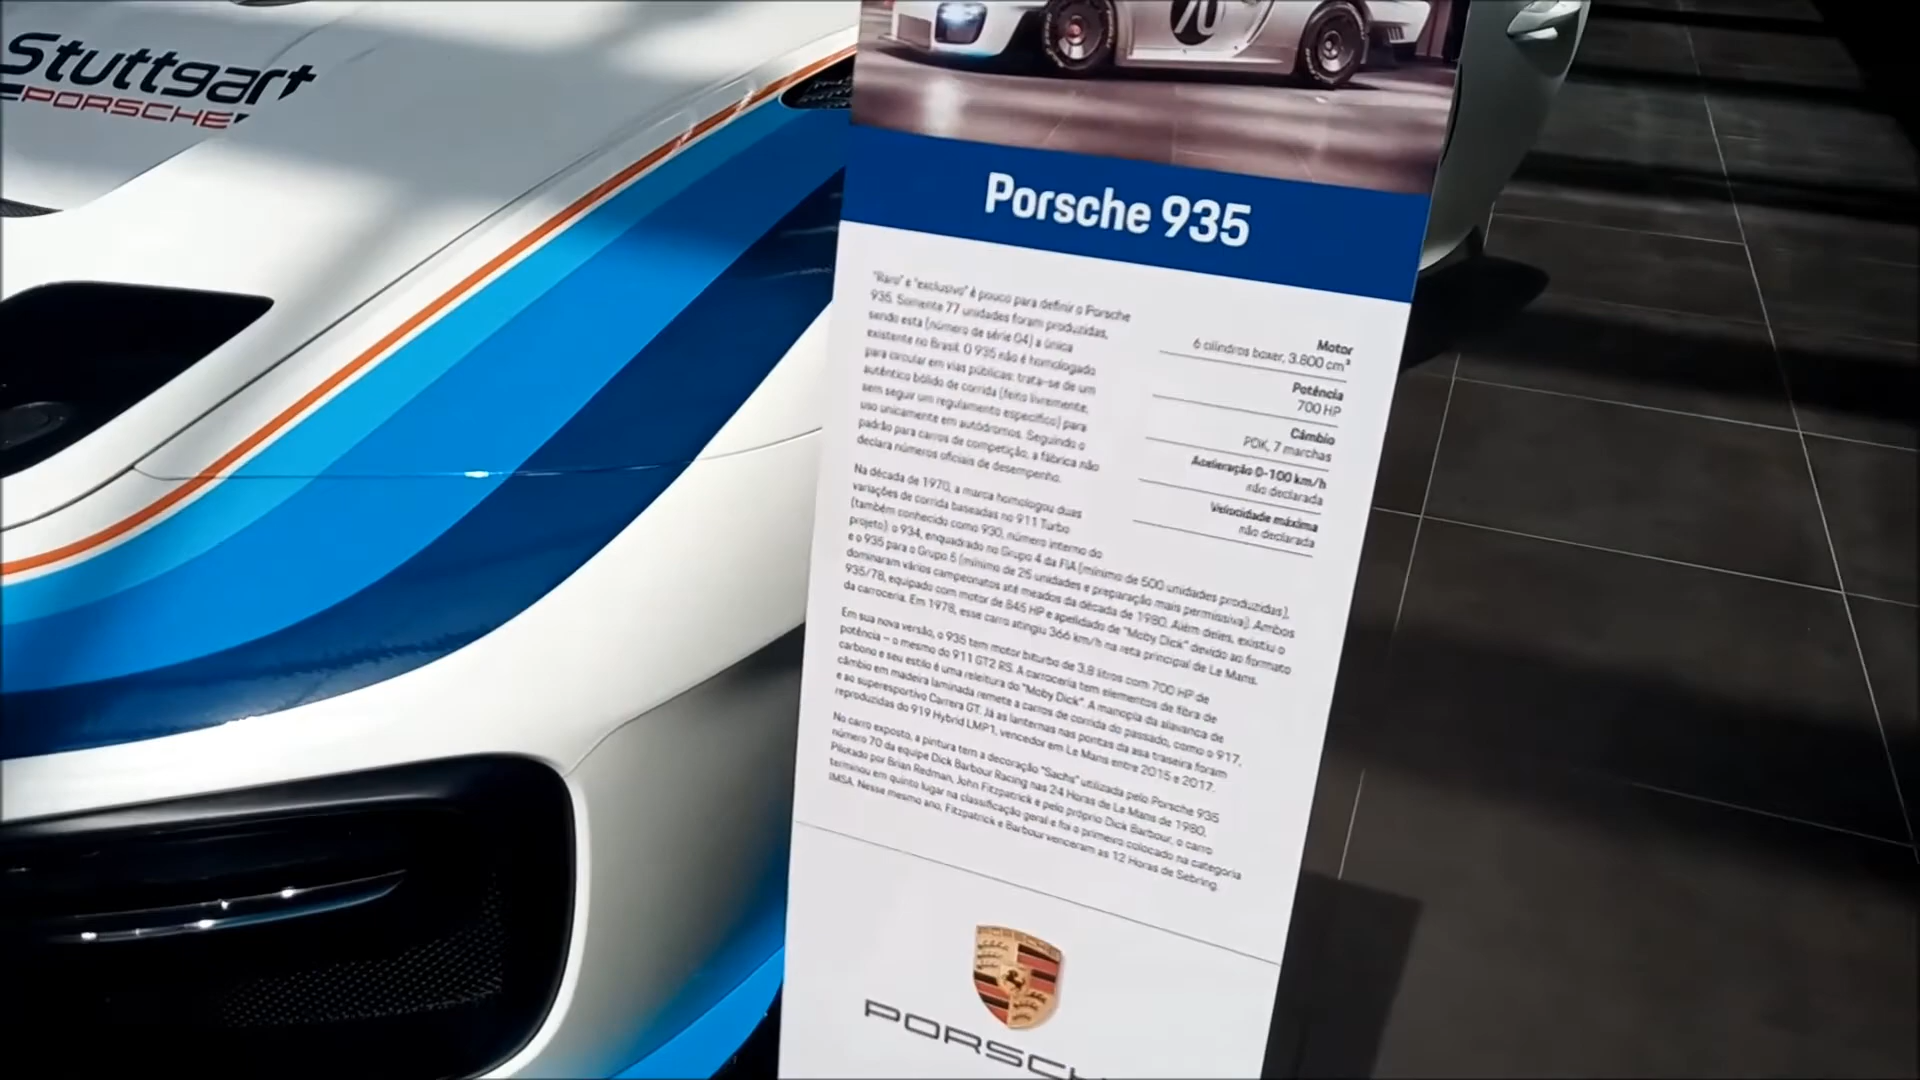 Stuttgart
PORSCHE
70
Porsche 935
"Raro" e "exclusivo" é pouco para definir o Porsche
935. Somente 77 unidades foram produzidas,
sendo esta (número de série 04) a única
existente no Brasil. O 935 não é homologado
para circular em vias públicas: trata-se de um
autêntico bólido de corrida (feito livremente,
sem seguir um regulamento específico) para
uso unicamente em autódromos. Seguindo o
padrão para carros de competição, a fábrica não
declara números oficiais de desempenho.
Motor
6 cilindros boxer, 3.800 cm³
Potência
700 HP
Câmbio
PDK, 7 marchas
Aceleração 0-100 km/h
não declarada
Velocidade máxima
não declarada
Na década de 1970, a marca homologou duas
variações de corrida baseadas no 911 Turbo
(também conhecido como 930, número interno do
projeto): o 934, enquadrado no Grupo 4 da FIA (mínimo de 500 unidades produzidas),
e o 935 para o Grupo 5 (mínimo de 25 unidades e preparação mais permissiva). Ambos
dominaram vários campeonatos até meados da década de 1980. Além deles, existiu o
935/78, equipado com motor de 845 HP e apelidado de "Moby Dick" devido ao formato
da carroceria. Em 1978, esse carro atingiu 366 km/h na reta principal de Le Mans.
Em sua nova versão, o 935 tem motor biturbo de 3,8 litros com 700 HP de
potência – o mesmo do 911 GT2 RS. A carroceria tem elementos de fibra de
carbono e seu estilo é uma releitura do "Moby Dick". A manopla da alavanca de
câmbio em madeira laminada remete a carros de corrida do passado, como o 917,
e ao superesportivo Carrera GT. Já as lanternas nas pontas da asa traseira foram
reproduzidas do 919 Hybrid LMP1, vencedor em Le Mans entre 2015 e 2017.
No carro exposto, a pintura tem a decoração "Sachs" utilizada pelo Porsche 935
número 70 da equipe Dick Barbour Racing nas 24 Horas de Le Mans de 1980.
Pilotado por Brian Redman, John Fitzpatrick e pelo próprio Dick Barbour, o carro
terminou em quinto lugar na classificação geral e foi o primeiro colocado na categoria
IMSA. Nesse mesmo ano, Fitzpatrick e Barbour venceram as 12 Horas de Sebring.
PORSCHE
PORSCH